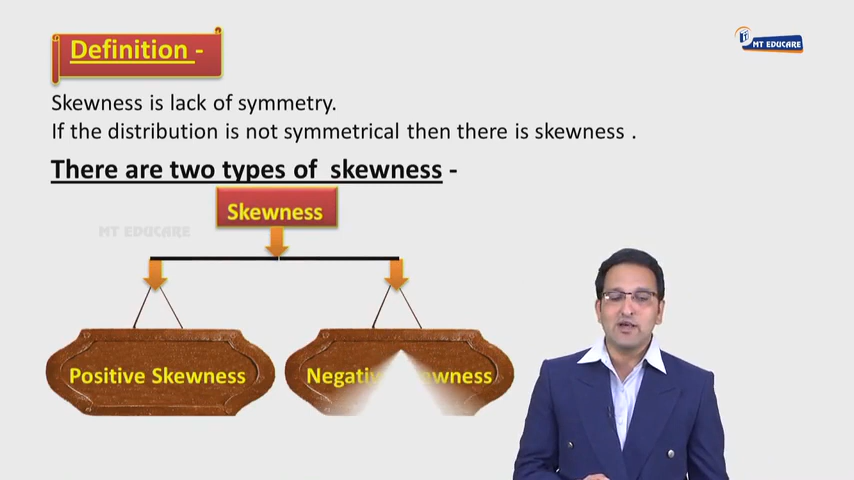 Definition -
MT EDUCARE
Skewness is lack of symmetry.
If the distribution is not symmetrical then there is skewness .
There are two types of skewness -
Skewness
MT EDUCARE
Positive Skewness